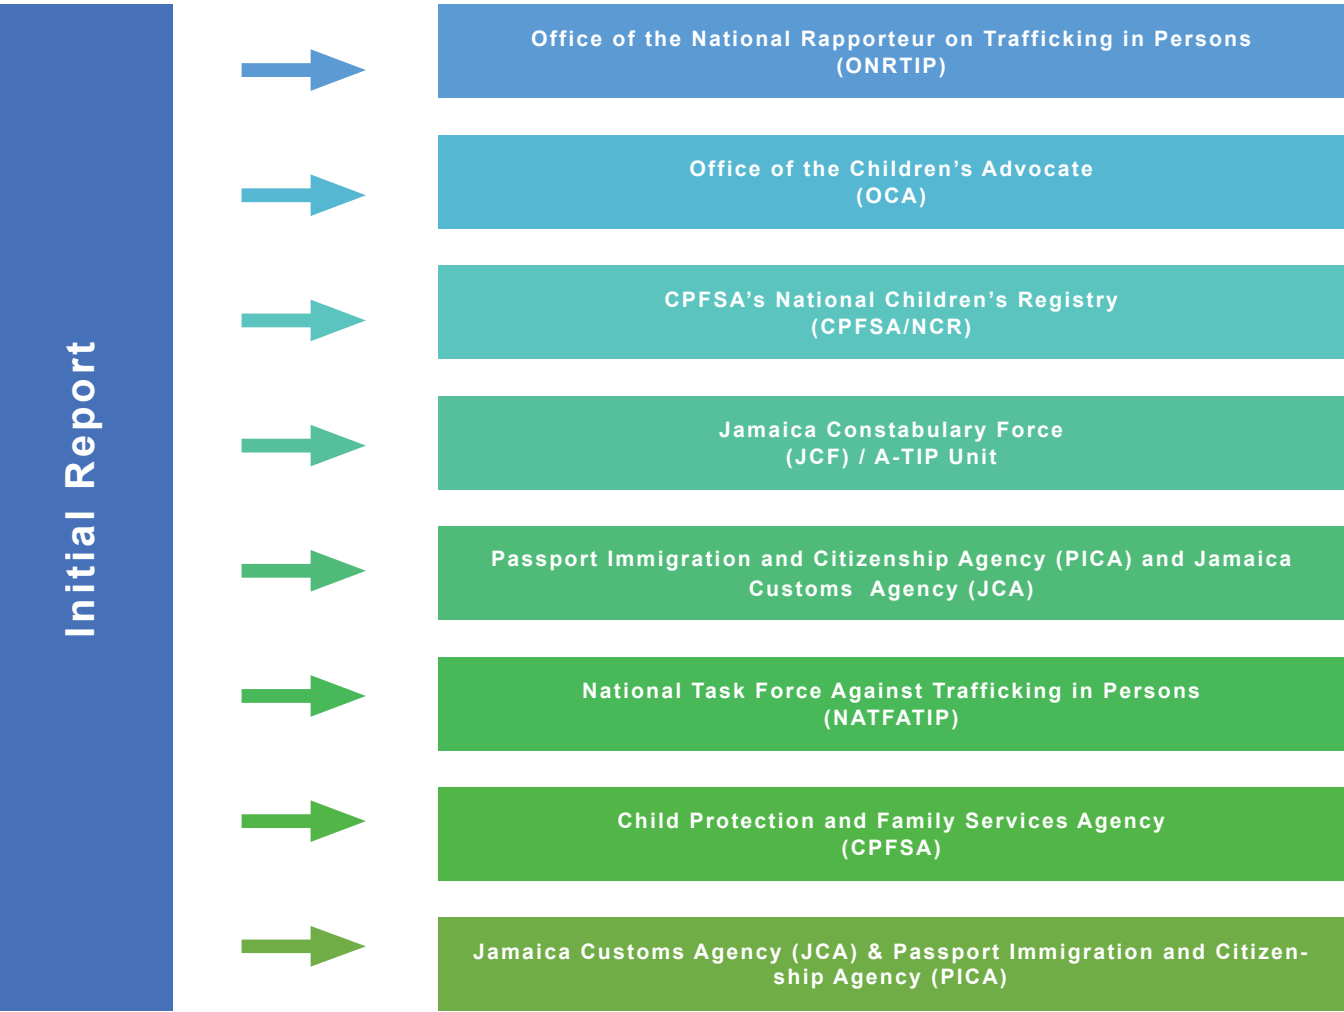 Initial Report
Office of the National Rapporteur on Trafficking in Persons
(ONRTIP)
Office of the Children’s Advocate
(OCA)
CPFSA’s National Children’s Registry
(CPFSA/NCR)
Jamaica Constabulary Force
(JCF) / A-TIP Unit
Passport Immigration and Citizenship Agency (PICA) and Jamaica
Customs  Agency (JCA)
National Task Force Against Trafficking in Persons
(NATFATIP)
Child Protection and Family Services Agency
(CPFSA)
Jamaica Customs Agency (JCA) & Passport Immigration and Citizen-
ship Agency (PICA)